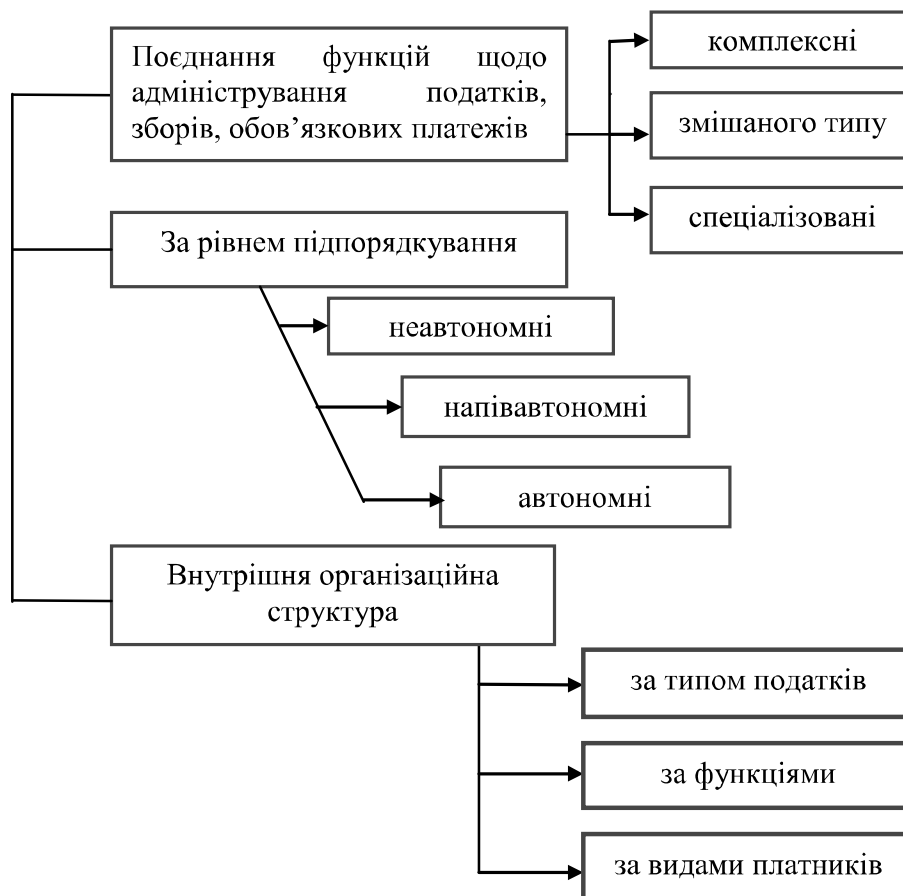 Поєднання функцій щодо
адміністрування податків,
зборів, обов’язкових платежів
комплексні
змішаного типу
спеціалізовані
За рівнем підпорядкування
неавтономні
напівавтономні
автономні
Внутрішня організаційна
структура
за типом податків
за функціями
за видами платників